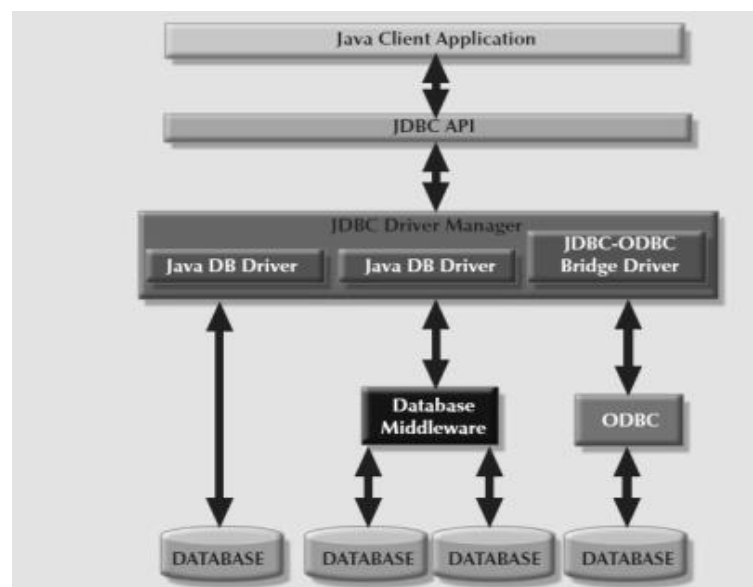 Java Client Application
JDBC API
JDBC Driver Manager
Java DB Driver
Java DB Driver
JDBC-ODBC
Bridge Driver
Database
Middleware
ODBC
DATABASE
DATABASE
DATABASE
DATABASE